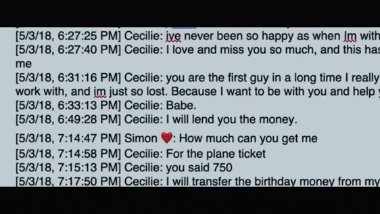 [5/3/18, 6:27:25 PM] Cecilie: ive never been so happy as when Im with
[5/3/18, 6:27:40 PM] Cecilie: I love and miss you so much, and this has
me
[5/3/18, 6:31:16 PM] Cecilie: you are the first guy in a long time I really
work with, and im just so lost. Because I want to be with you and help y
[5/3/18, 6:33:13 PM] Cecilie: Babe.
[5/3/18, 6:49:28 PM] Cecilie: I will lend you the money.
[5/3/18, 7:14:47 PM] Simon ❤️: How much can you get me
[5/3/18, 7:14:58 PM] Cecilie: For the plane ticket
[5/3/18, 7:15:13 PM] Cecilie: you said 750
[5/3/18, 7:17:50 PM] Cecilie: I will transfer the birthday money from my